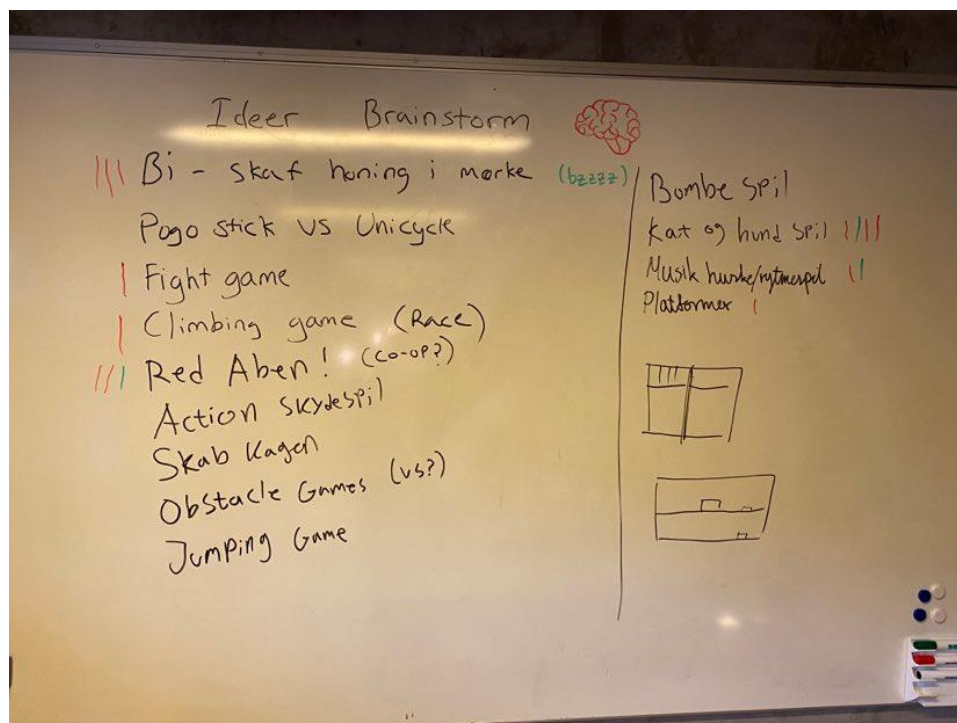 Ideer Brainstorm
Bi - skaf honing i mørke (bzzzz)
Pogo stick vs Unicycle
Fight game
Climbing game (Race)
Red Aben! (co-op?)
Action skydespil
Skab Kagen
Obstacle Games (vs?)
Jumping Game
Bombe spil
Kat og hund spil
Musik huske/rytmespil
Platformer